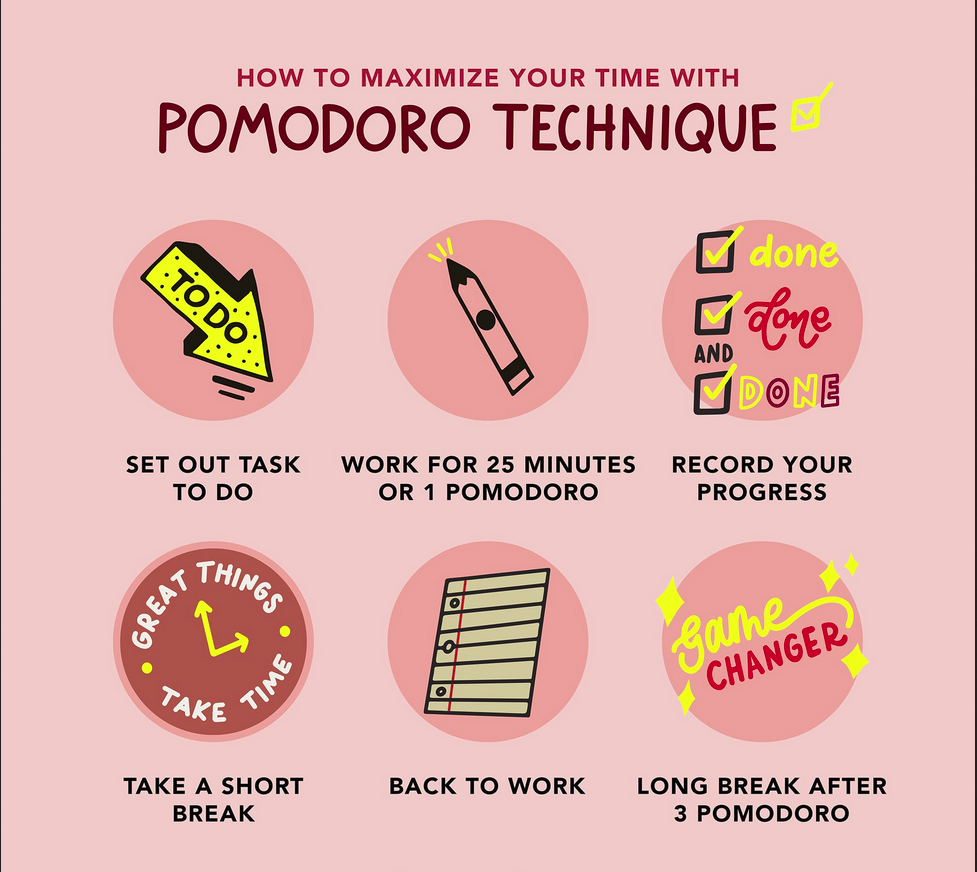 HOW TO MAXIMIZE YOUR TIME WITH
POMODORO TECHNIQUE
TO DO
SET OUT TASK
TO DO
WORK FOR 25 MINUTES
OR 1 POMODORO
done
done
AND
DONE
RECORD YOUR
PROGRESS
GREAT THINGS
TAKE TIME
TAKE A SHORT
BREAK
BACK TO WORK
game
CHANGER
LONG BREAK AFTER
3 POMODORO